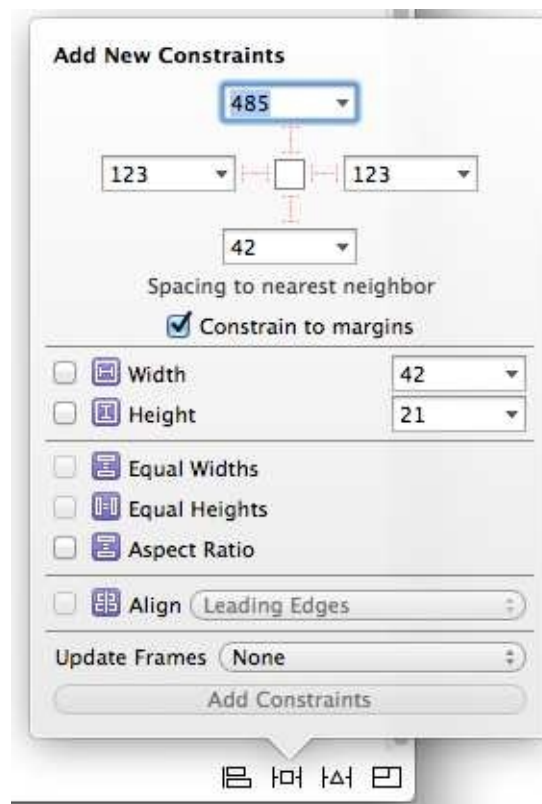 Add New Constraints
485
123 123
42
Spacing to nearest neighbor
Constrain to margins
Width 42
Height 21
Equal Widths
Equal Heights
Aspect Ratio
Align Leading Edges
Update Frames None
Add Constraints